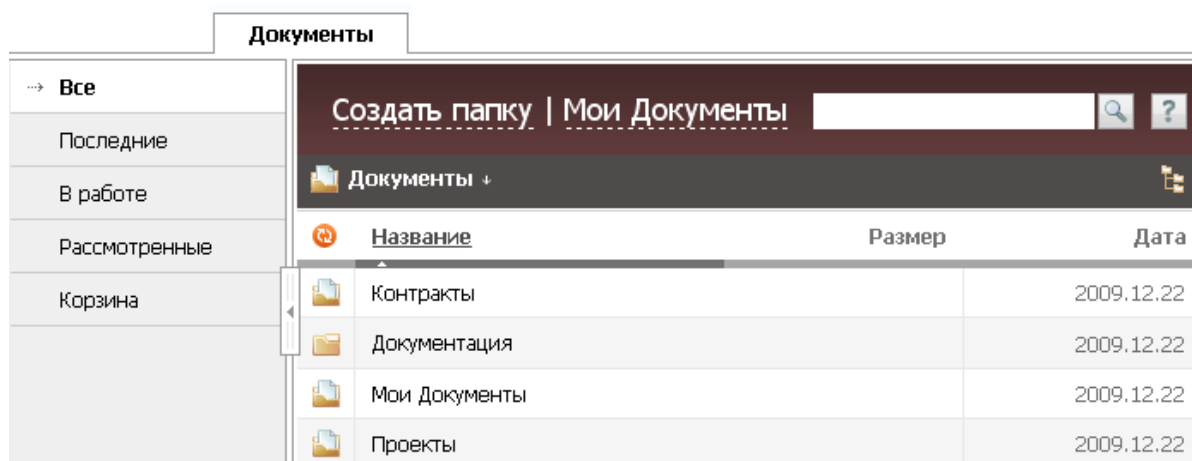 Документы
Все
Последние
В работе
Рассмотренные
Корзина
Создать папку | Мои Документы
?
Документы
Название Размер Дата
Контракты 2009.12.22
Документация 2009.12.22
Мои Документы 2009.12.22
Проекты 2009.12.22